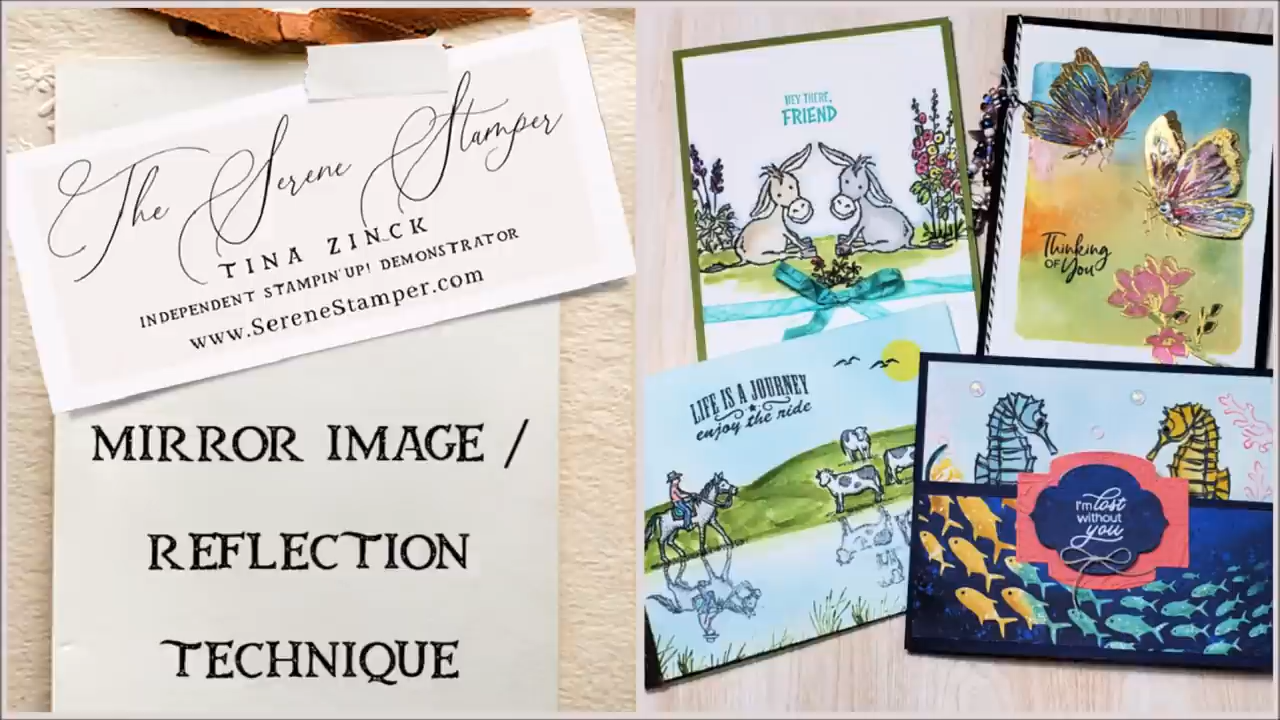 The Serene Stamper
TINA ZINCK
INDEPENDENT STAMPIN'UP! DEMONSTRATOR
www.SereneStamper.com
MIRROR IMAGE /
REFLECTION
TECHNIQUE
HEY THERE,
FRIEND
Thinking
OF You
LIFE IS A JOURNEY
enjoy the ride
I'm lost
without
you